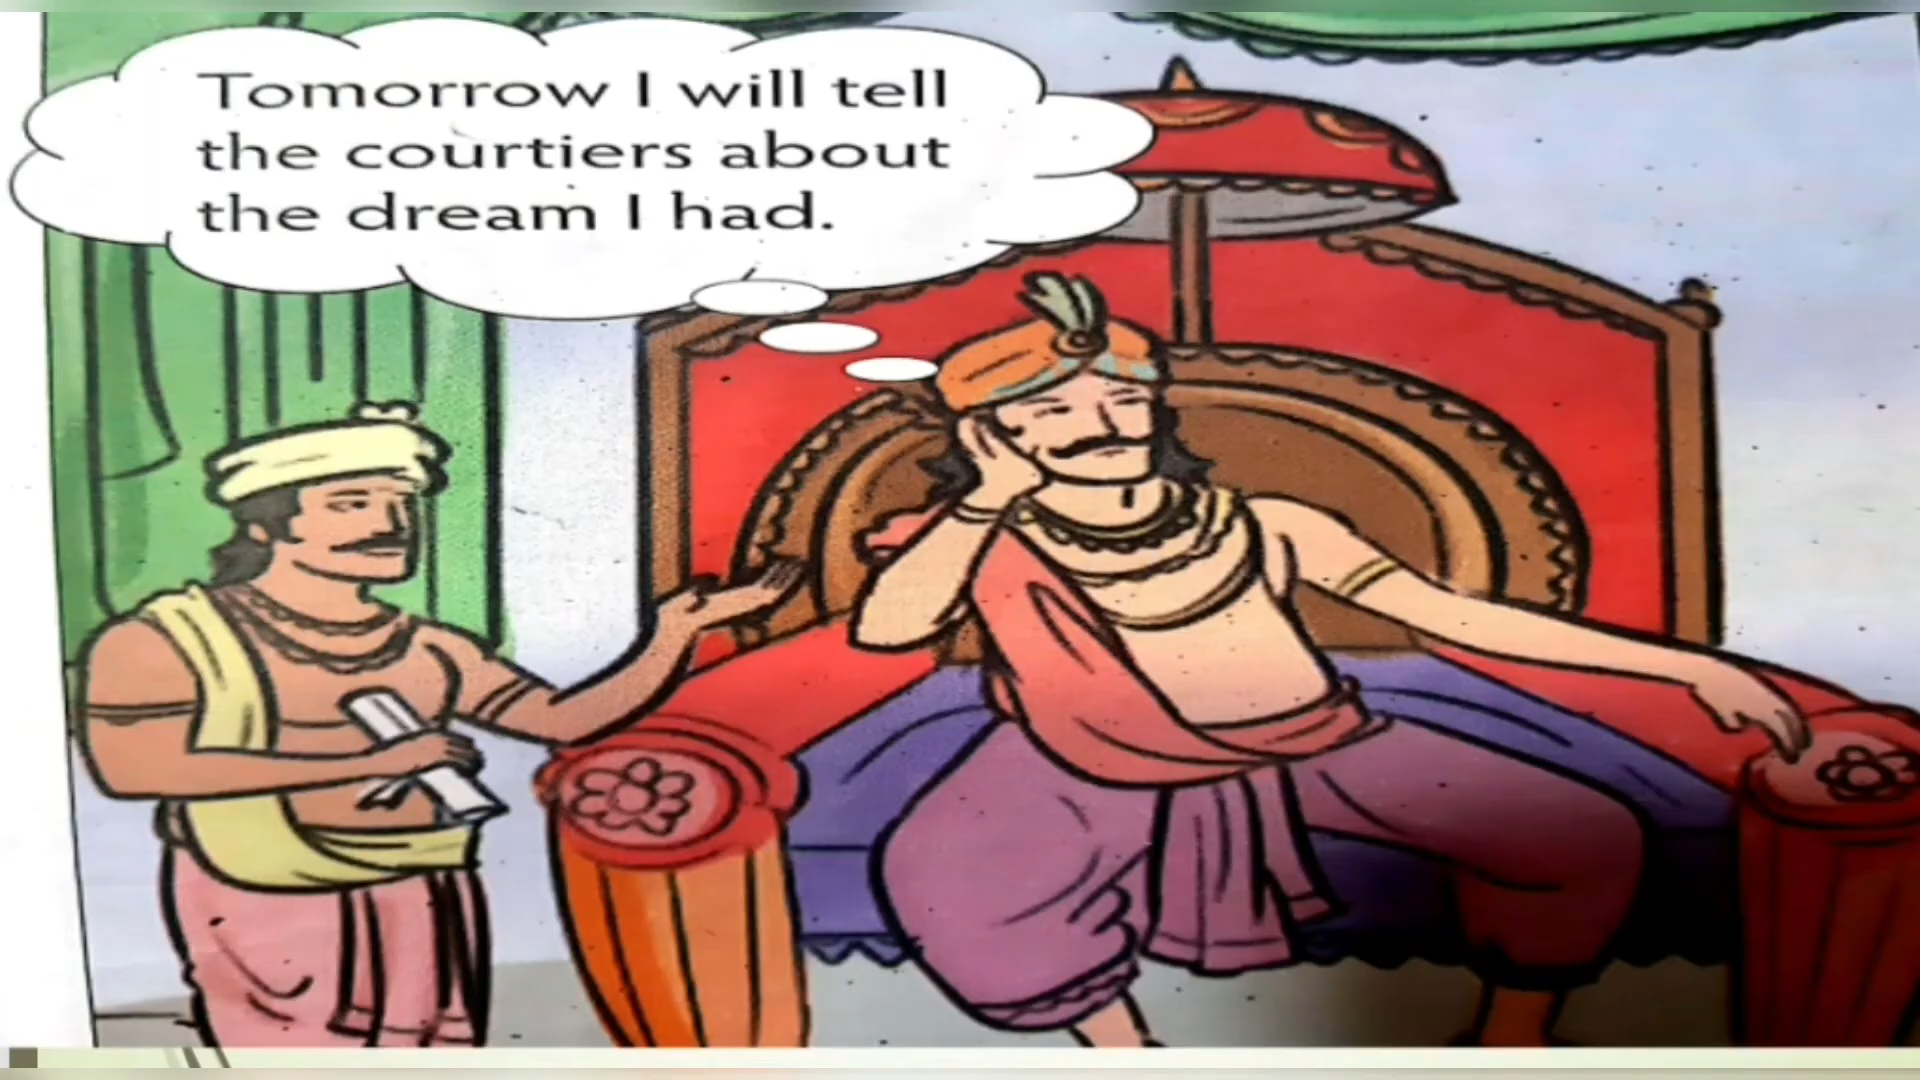 Tomorrow I will tell
the courtiers about
the dream I had.